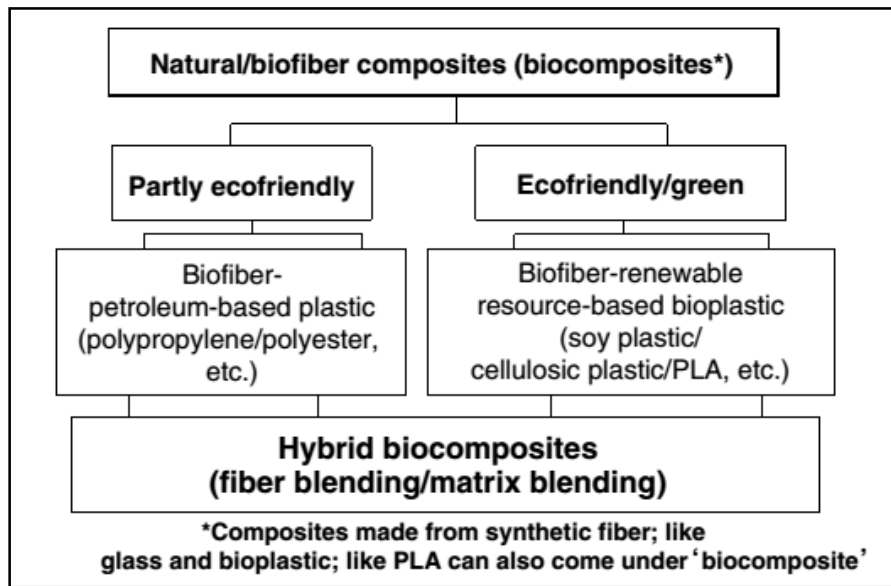 Natural/biofiber composites (biocomposites*)
Partly ecofriendly
Ecofriendly/green
Biofiber-
petroleum-based plastic
(polypropylene/polyester,
etc.)
Biofiber-renewable
resource-based bioplastic
(soy plastic/
cellulosic plastic/PLA, etc.)
Hybrid biocomposites
(fiber blending/matrix blending)
*Composites made from synthetic fiber; like
glass and bioplastic; like PLA can also come under ‘biocomposite’